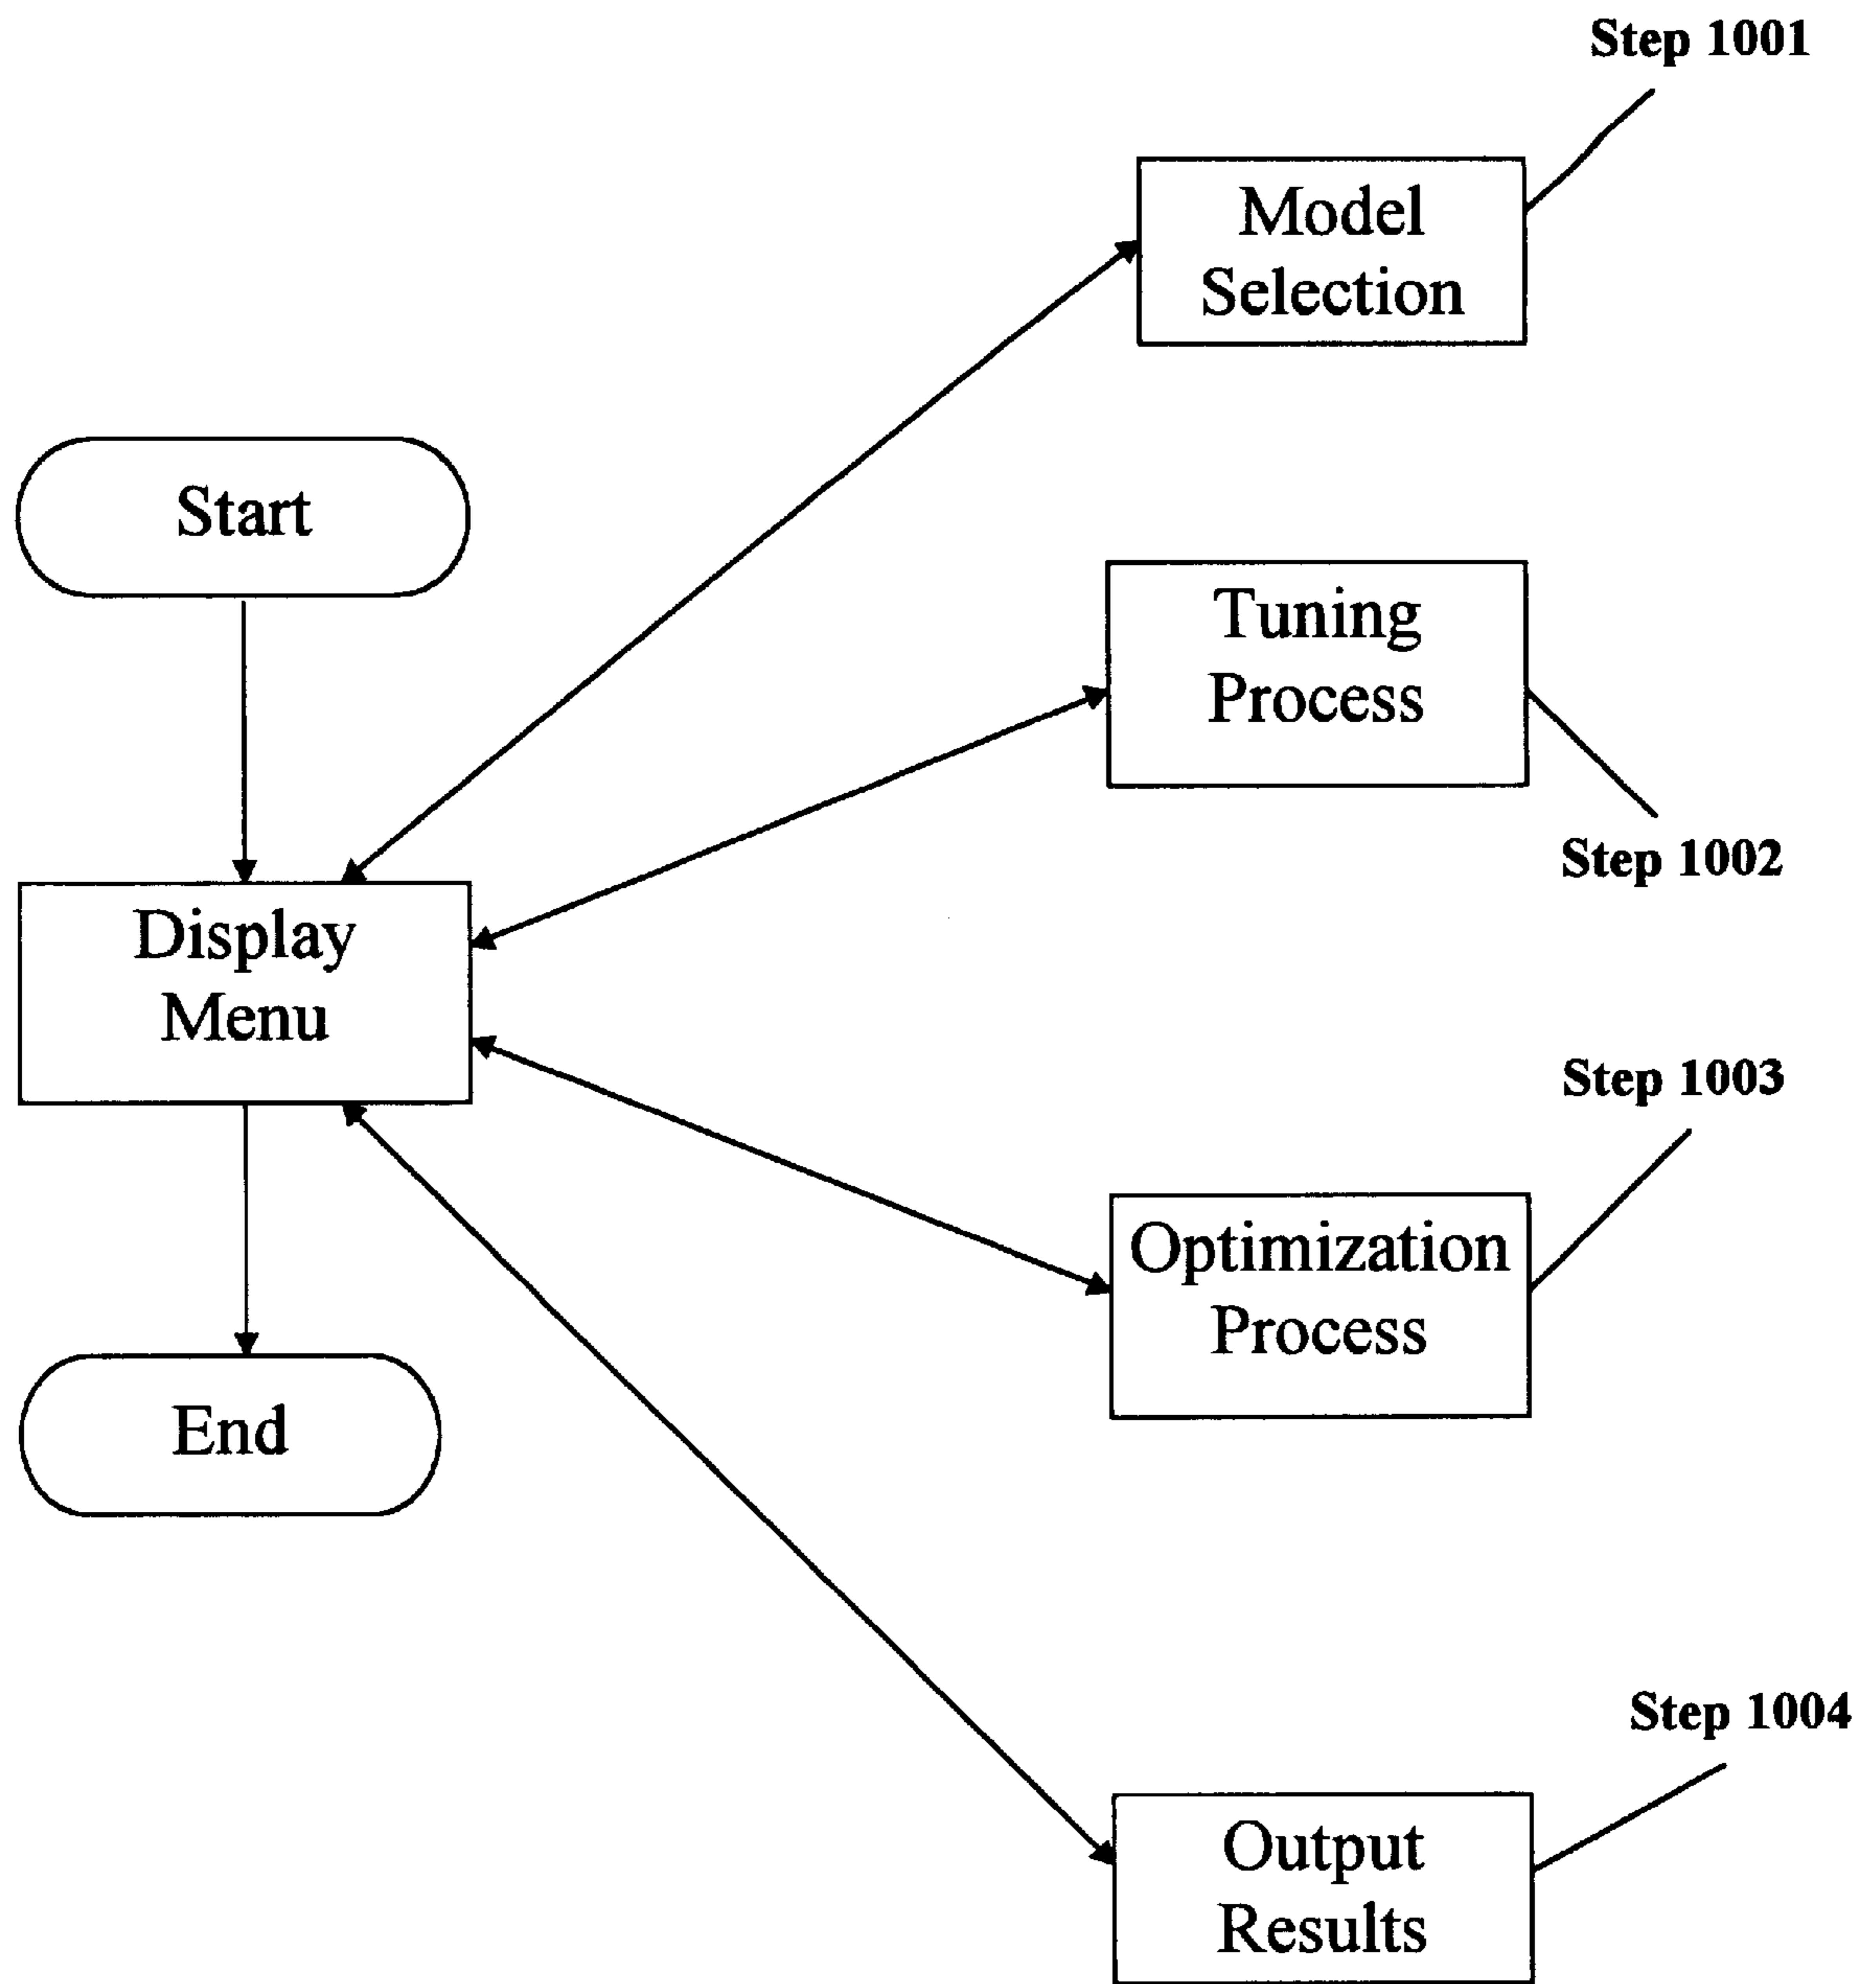 Step 1001
Model
Selection
Start
Tuning
Process
Step 1002
Display
Menu
Step 1003
Optimization
Process
End
Step 1004
Output
Results